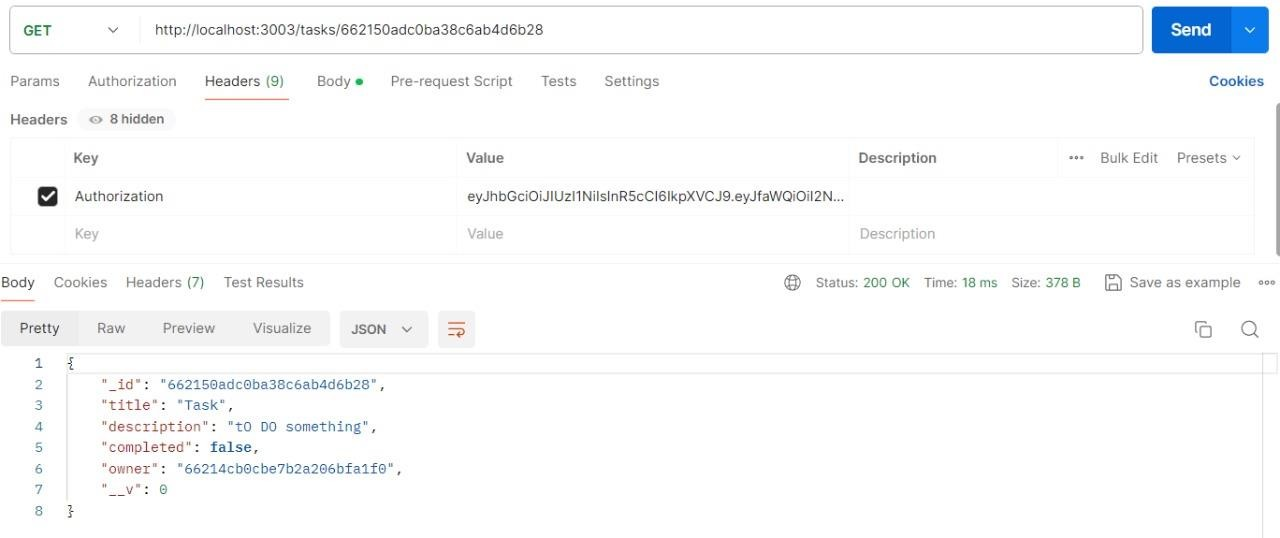 GET http://localhost:3003/tasks/662150adc0ba38c6ab4d6b28 Send
Params Authorization Headers (9) Body Pre-request Script Tests Settings Cookies
Headers 8 hidden
Key Value Description Bulk Edit Presets
Authorization eyJhbGciOiJIUzI1NiIsInR5cCI6IkpXVCJ9.eyJfaWQiOiI2N...
Key Value Description
Body Cookies Headers (7) Test Results Status: 200 OK Time: 18 ms Size: 378 B Save as example
Pretty Raw Preview Visualize JSON
1 {
2 "_id": "662150adc0ba38c6ab4d6b28",
3 "title": "Task",
4 "description": "tO DO something",
5 "completed": false,
6 "owner": "66214cb0cbe7b2a206bfa1f0",
7 "__v": 0
8 }